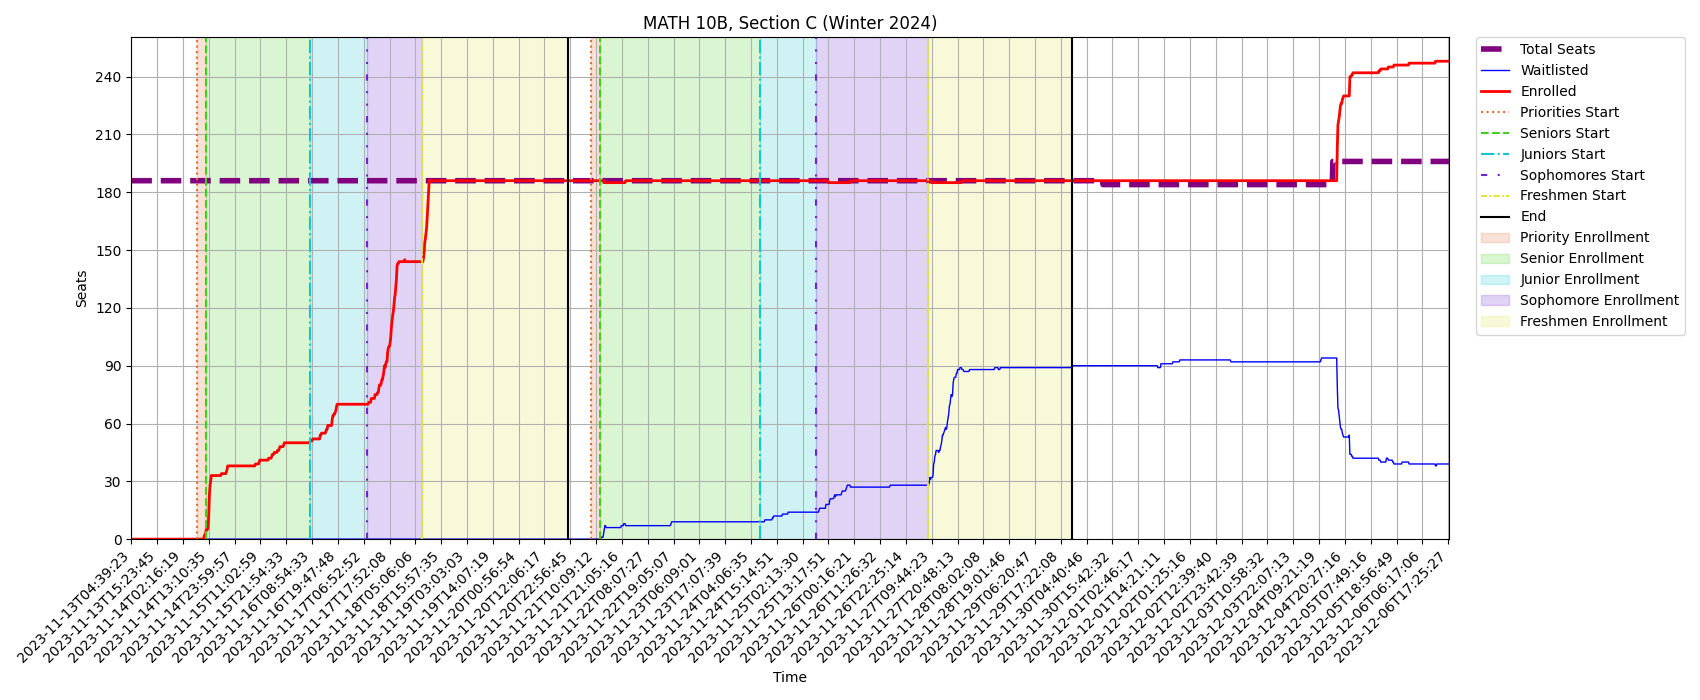 MATH 10B, Section C (Winter 2024)
Seats
240
210
180
150
120
90
60
30
0
2023-11-13T04:39:23
2023-11-13T15:23:45
2023-11-14T02:16:19
2023-11-14T13:10:35
2023-11-14T23:59:57
2023-11-15T11:02:59
2023-11-15T21:54:33
2023-11-16T08:54:33
2023-11-16T19:47:48
2023-11-17T06:52:52
2023-11-17T17:52:08
2023-11-18T05:06:06
2023-11-18T15:57:35
2023-11-19T03:03:03
2023-11-19T14:07:19
2023-11-20T00:56:54
2023-11-20T12:06:17
2023-11-20T22:56:45
2023-11-21T10:09:12
2023-11-21T21:05:16
2023-11-22T08:07:27
2023-11-22T19:05:07
2023-11-23T06:09:01
2023-11-23T17:07:39
2023-11-24T04:06:35
2023-11-24T15:14:51
2023-11-25T02:13:30
2023-11-25T13:17:51
2023-11-26T00:16:21
2023-11-26T11:26:32
2023-11-26T22:25:14
2023-11-27T09:44:23
2023-11-27T20:48:13
2023-11-28T08:02:08
2023-11-28T19:01:46
2023-11-29T06:20:47
2023-11-29T17:22:08
2023-11-30T04:40:46
2023-11-30T15:42:32
2023-12-01T02:46:17
2023-12-01T14:21:11
2023-12-02T01:25:16
2023-12-02T12:39:40
2023-12-02T23:42:39
2023-12-03T10:58:32
2023-12-03T22:07:13
2023-12-04T09:21:19
2023-12-04T20:27:16
2023-12-05T07:49:16
2023-12-05T18:56:49
2023-12-06T06:17:06
2023-12-06T17:25:27
Time
Total Seats
Waitlisted
Enrolled
Priorities Start
Seniors Start
Juniors Start
Sophomores Start
Freshmen Start
End
Priority Enrollment
Senior Enrollment
Junior Enrollment
Sophomore Enrollment
Freshmen Enrollment